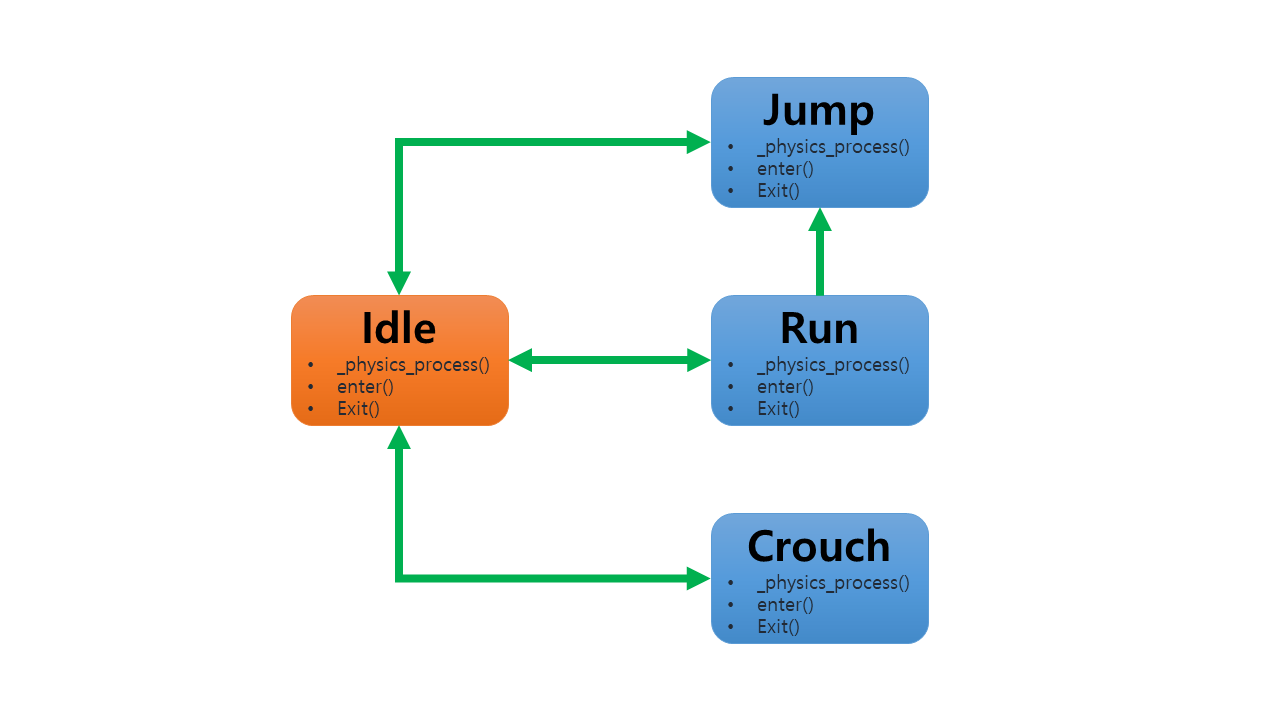 Jump
• _physics_process()
• enter()
• Exit()
Idle
• _physics_process()
• enter()
• Exit()
Run
• _physics_process()
• enter()
• Exit()
Crouch
• _physics_process()
• enter()
• Exit()